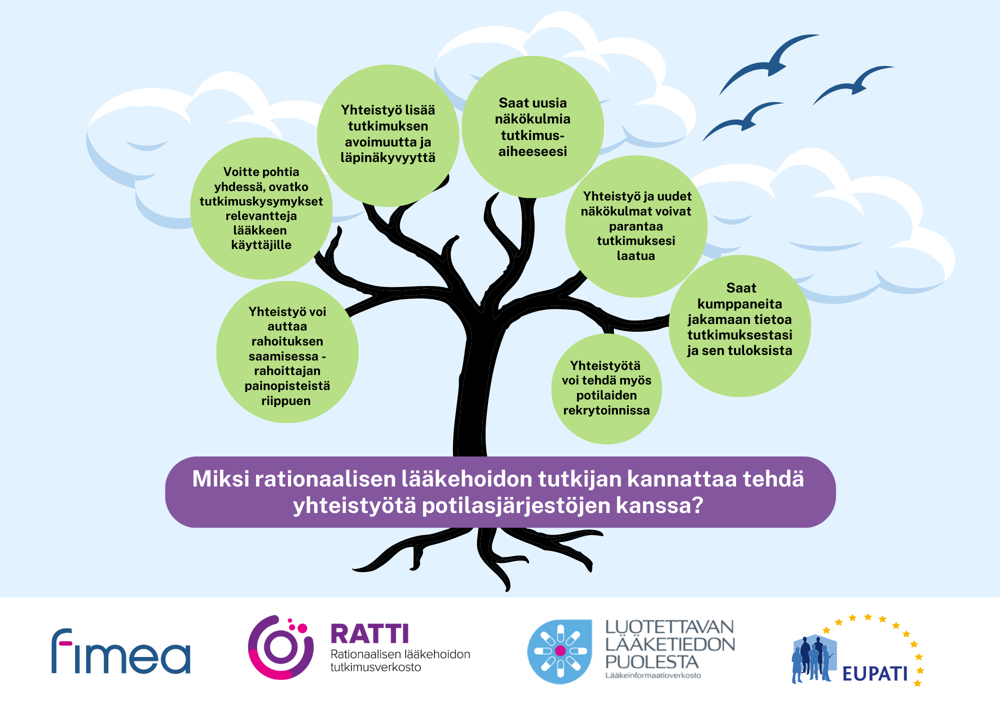 Yhteistyö lisää
tutkimuksen
avoimuutta ja
läpinäkyvyyttä
Saat uusia
näkökulmia
tutkimus-
aiheeseesi
Voitte pohtia
yhdessä, ovatko
tutkimuskysymykset
relevantteja
lääkkeen
käyttäjille
Yhteistyö ja uudet
näkökulmat voivat
parantaa
tutkimuksesi
laatua
Yhteistyö voi
auttaa
rahoituksen
saamisessa -
rahoittajan
painopisteistä
riippuen
Saat
kumppaneita
jakamaan tietoa
tutkimuksestasi
ja sen tuloksista
Yhteistyötä
voi tehdä myös
potilaiden
rekrytoinnissa
Miksi rationaalisen lääkehoidon tutkijan kannattaa tehdä
yhteistyötä potilasjärjestöjen kanssa?
fimea
RATTI
Rationaalisen lääkehoidon
tutkimusverkosto
LUOTETTAVAN
LÄÄKETIEDON
PUOLESTA
Lääkeinformaatioverkosto
EUPATI